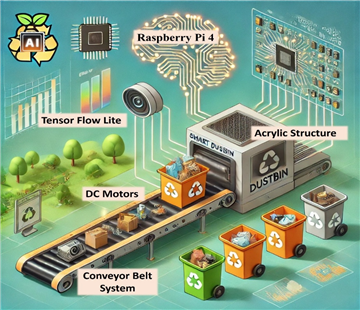 AI
Raspberry Pi 4
Tensor Flow Lite
Acrylic Structure
SMART DUSTBIN
DUSTBIN
DC Motors
Conveyor Belt
System